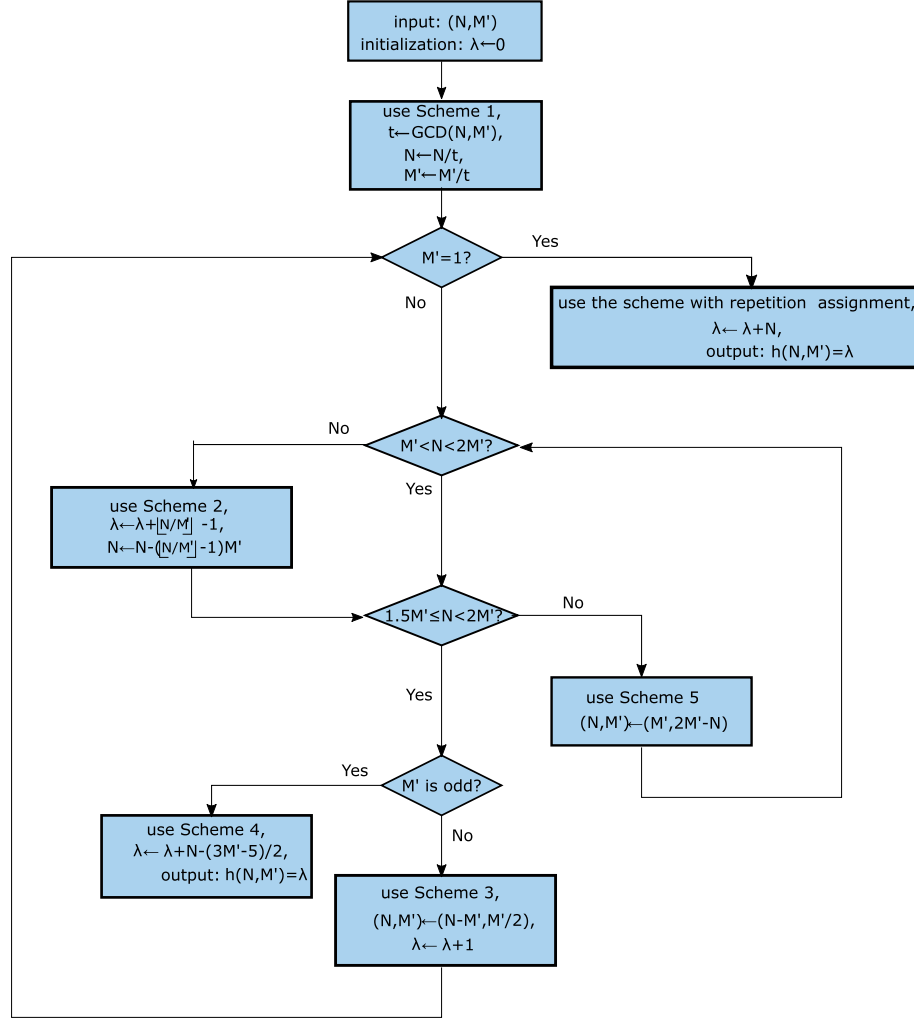 input: (N,M')
initialization: λ←0
use Scheme 1,
t←GCD(N,M'),
N←N/t,
M'←M'/t
M'=1?
Yes
No
use the scheme with repetition assignment,
λ← λ+N,
output: h(N,M')=λ
M'<N<2M'?
No
Yes
use Scheme 2,
λ←λ+⌊N/M'⌋ -1,
N←N-(⌊N/M'⌋ -1)M'
1.5M'≤N<2M'?
No
Yes
use Scheme 5
(N,M')←(M',2M'-N)
M' is odd?
Yes
No
use Scheme 4,
λ← λ+N-(3M'-5)/2,
output: h(N,M')=λ
use Scheme 3,
(N,M')←(N-M',M'/2),
λ← λ+1